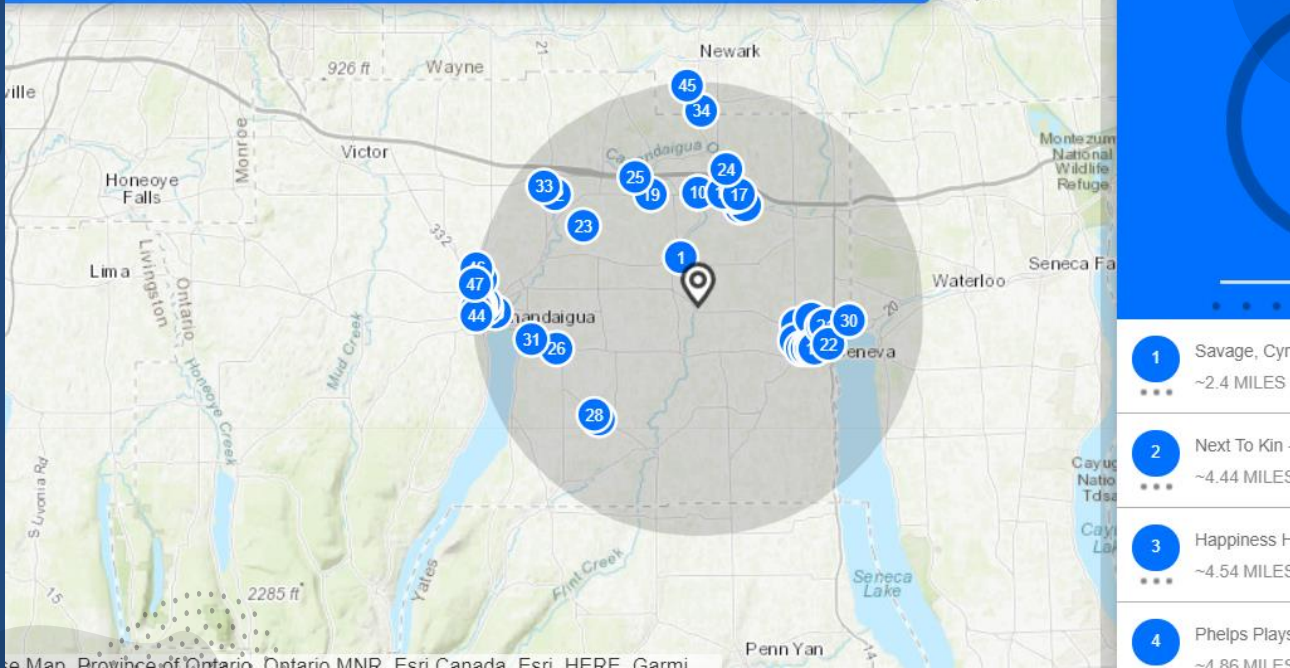 Newark
21
926 ft
Wayne
45
34
ville
Victor
Monroe
Canandaigua O
24
25
19
10
17
33
23
Montezum
National
Wildlife
Refuge
Honeoye
Falls
332
1
Lima
Livingston
Ontario
47
44
Seneca Fa
Waterloo
20
30
22
31
26
28
Mud Creek
Honeoye Creek
1
Savage, Cyr
~2.4 MILES
2
Next To Kin -
~4.44 MILES
Cayug
Natio
Tdsa
S Livonia Rd
3
Happiness H
~4.54 MILES
Cayu
Lak
2285 ft
15
Yates
Flint Creek
Seneca
Lake
4
Phelps Plays
~4.86 MILES
Penn Yan
14
se Map, Province of Ontario, Ontario MNR, Esri Canada, Esri, HERE, Garmi